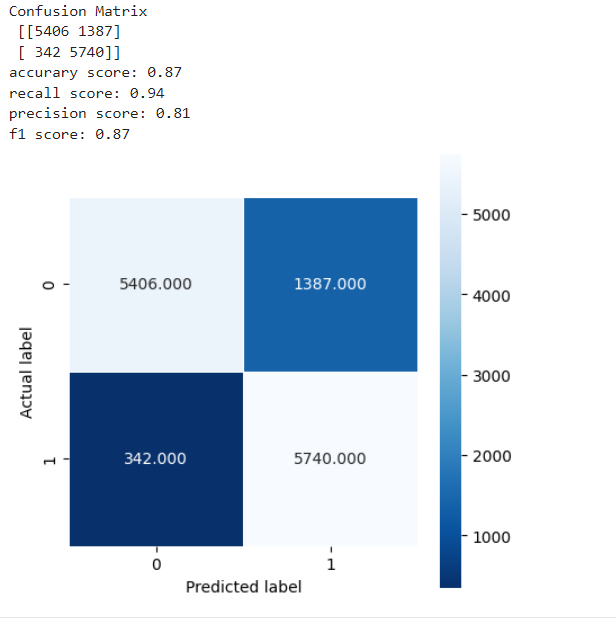 Confusion Matrix
[[5406 1387]
[ 342 5740]]
accurary score: 0.87
recall score: 0.94
precision score: 0.81
f1 score: 0.87
5406.000 1387.000
342.000 5740.000
0
1
Actual label
0 1
Predicted label
5000
4000
3000
2000
1000